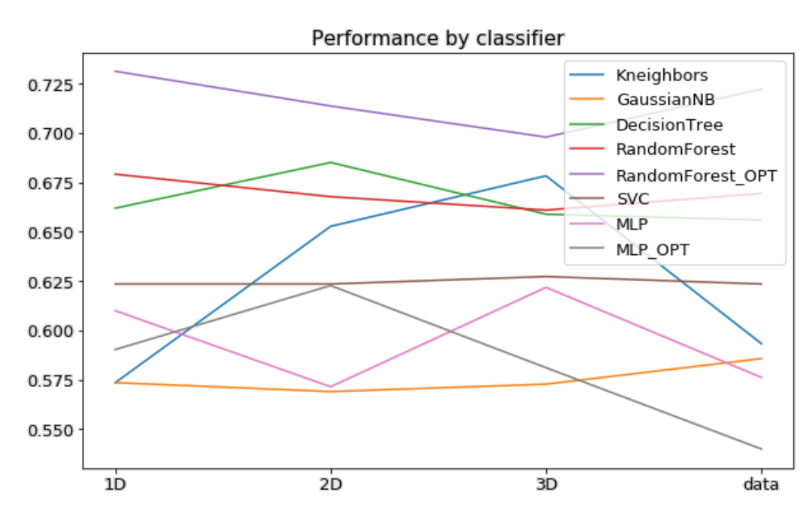 Performance by classifier
0.725
0.700
0.675
0.650
0.625
0.600
0.575
0.550
Kneighbors
GaussianNB
DecisionTree
RandomForest
RandomForest_OPT
SVC
MLP
MLP_OPT
1D 2D 3D data